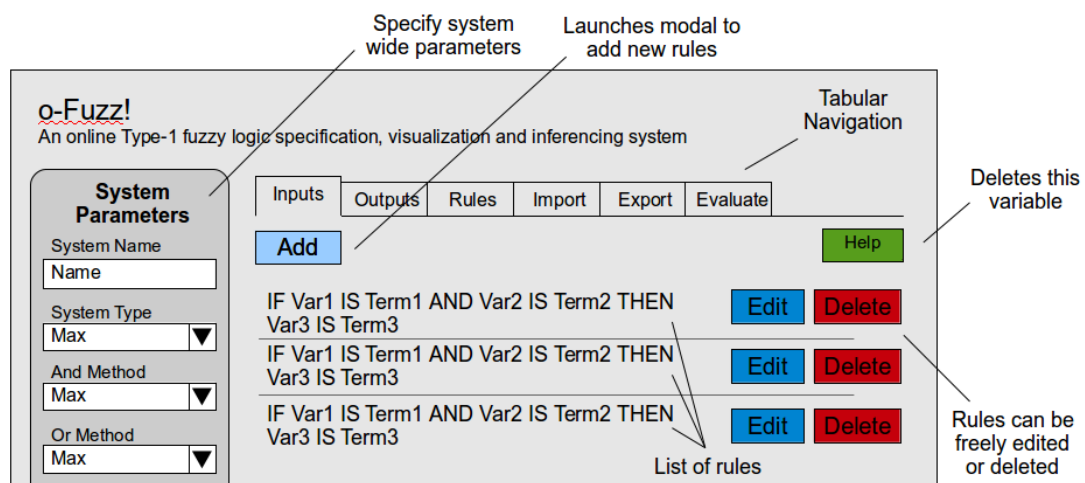 Specify system
wide parameters
Launches modal to
add new rules
o-Fuzz!
An online Type-1 fuzzy logic specification, visualization and inferencing system
Tabular
Navigation
System
Parameters
System Name
Name
System Type
Max
And Method
Max
Or Method
Max
Inputs
Outputs
Rules
Import
Export
Evaluate
Add
Help
Deletes this
variable
IF Var1 IS Term1 AND Var2 IS Term2 THEN
Var3 IS Term3
Edit
Delete
IF Var1 IS Term1 AND Var2 IS Term2 THEN
Var3 IS Term3
Edit
Delete
IF Var1 IS Term1 AND Var2 IS Term2 THEN
Var3 IS Term3
Edit
Delete
List of rules
Rules can be
freely edited
or deleted